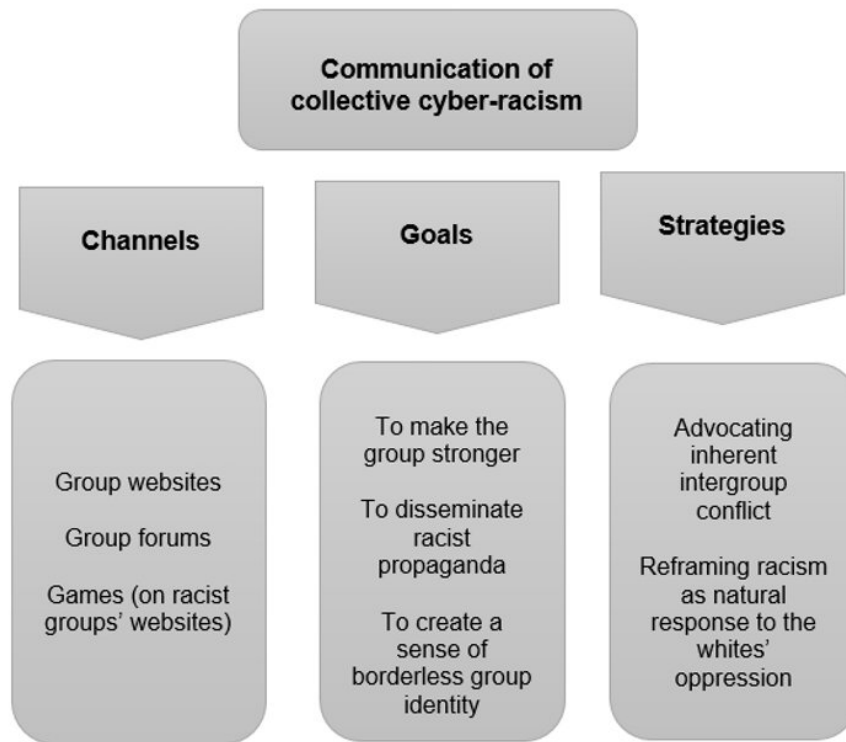 Communication of
collective cyber-racism
Channels
Goals
Strategies
Group websites
Group forums
Games (on racist
groups’ websites)
To make the
group stronger
To disseminate
racist
propaganda
To create a
sense of
borderless group
identity
Advocating
inherent
intergroup
conflict
Reframing racism
as natural
response to the
whites’
oppression